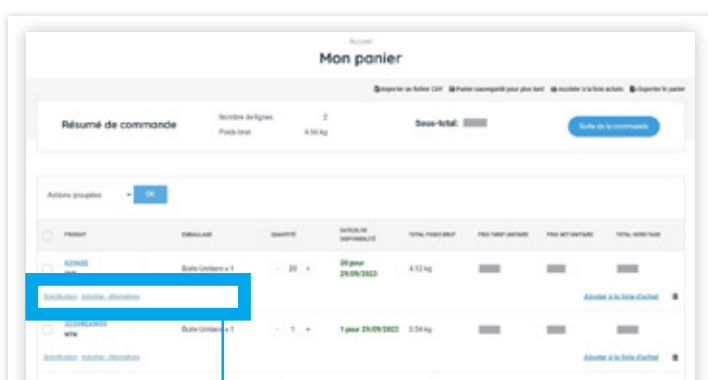 Accueil
Mon panier
Importer un fichier CSV Panier sauvegardé pour plus tard Accéder à la liste achats Exporter le panier
Résumé de commande
Nombre de lignes 2
Poids brut 4.66 kg
Sous-total:
Suite de la commande
Actions groupées OK
PRODUIT EMBALLAGE QUANTITÉ DATE(S) DE DISPONIBILITÉ TOTAL POIDS BRUT PRIX TARIF UNITAIRE PRIX NET UNITAIRE TOTAL HORS TAXE
Boite Unitaire x 1 - 20 + 20 pour 29/09/2023 4.12 kg
Ajouter à la liste d'achat
NTN Boite Unitaire x 1 - 1 + 1 pour 29/09/2023 0.54 kg
Ajouter à la liste d'achat